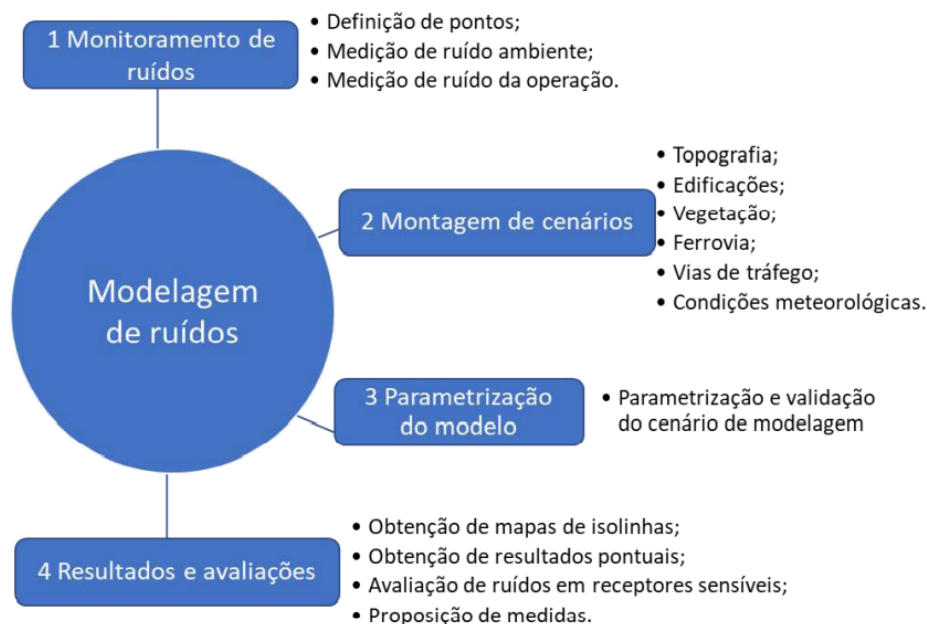 1 Monitoramento de
ruídos
• Definição de pontos;
• Medição de ruído ambiente;
• Medição de ruído da operação.
Modelagem
de ruídos
2 Montagem de cenários
• Topografia;
• Edificações;
• Vegetação;
• Ferrovia;
• Vias de tráfego;
• Condições meteorológicas.
3 Parametrização
do modelo
• Parametrização e validação
do cenário de modelagem
4 Resultados e avaliações
• Obtenção de mapas de isolinhas;
• Obtenção de resultados pontuais;
• Avaliação de ruídos em receptores sensíveis;
• Proposição de medidas.